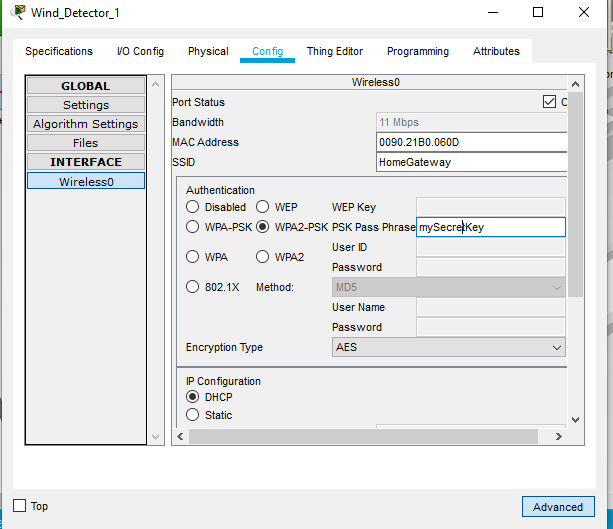 Wind_Detector_1
Specifications I/O Config Physical Config Thing Editor Programming Attributes
GLOBAL
Settings
Algorithm Settings
Files
INTERFACE
Wireless0
Wireless0
Port Status
Bandwidth 11 Mbps
MAC Address 0090.21B0.060D
SSID HomeGateway
Authentication
Disabled WEP WEP Key
WPA-PSK WPA2-PSK PSK Pass Phrase mySecretKey
User ID
WPA WPA2
Password
802.1X Method: MD5
User Name
Password
Encryption Type AES
IP Configuration
DHCP
Static
Top Advanced